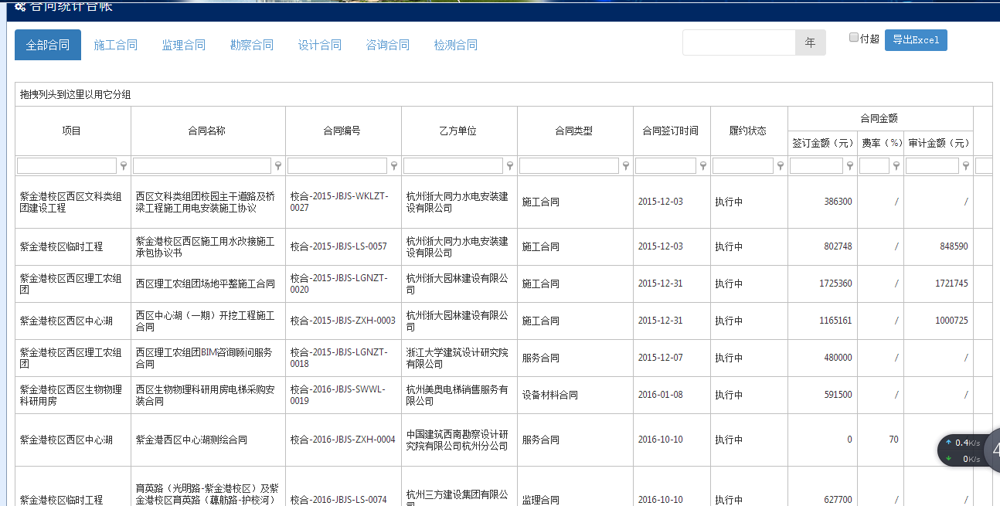 合同统计台帐
全部合同 施工合同 监理合同 勘察合同 设计合同 咨询合同 检测合同 年 付超 导出Excel
拖拽列头到这里以用它分组
项目 合同名称 合同编号 乙方单位 合同类型 合同签订时间 履约状态 合同金额
签订金额（元） 费率（%） 审计金额（元）
紫金港校区西区文科类组
团建设工程
西区文科类组团校园主干道路及桥
梁工程施工用电安装施工协议
校合-2015-JBJS-WKLZT-
0027
杭州浙大同力水电安装建
设有限公司
施工合同
2015-12-03
执行中
386300
/
/
紫金港校区临时工程
紫金港校区西区施工用水改接施工
承包协议书
校合-2015-JBJS-LS-0057
杭州浙大同力水电安装建
设有限公司
施工合同
2015-12-03
执行中
802748
/
848590
紫金港校区西区理工农组
团
西区理工农组团场地平整施工合同
校合-2015-JBJS-LGNZT-
0020
杭州浙大园林建设有限公
司
施工合同
2015-12-31
执行中
1725360
/
1721745
紫金港校区西区中心湖
西区中心湖（一期）开挖工程施工
合同
校合-2015-JBJS-ZXH-0003
杭州浙大园林建设有限公
司
施工合同
2015-12-31
执行中
1165161
/
1000725
紫金港校区西区理工农组
团
西区理工农组团BIM咨询顾问服务
合同
校合-2015-JBJS-LGNZT-
0018
浙江大学建筑设计研究院
有限公司
服务合同
2015-12-07
执行中
480000
/
/
紫金港校区西区生物物理
科研用房
西区生物物理科研用房电梯采购安
装合同
校合-2016-JBJS-SWWL-
0019
杭州美奥电梯销售服务有
限公司
设备材料合同
2016-01-08
执行中
591500
/
/
紫金港校区西区中心湖
紫金港西区中心湖测绘合同
校合-2016-JBJS-ZXH-0004
中国建筑西南勘察设计研
究院有限公司杭州分公司
服务合同
2016-10-10
执行中
0
70
0.4K/s
0K/s
4
紫金港校区临时工程
育英路（光明路-紫金港校区）及紫
金港校区育英路（藕舫路-护校河）
校合-2016-JBJS-LS-0074
杭州三方建设集团有限公
司
监理合同
2016-10-10
执行中
627700
/
/